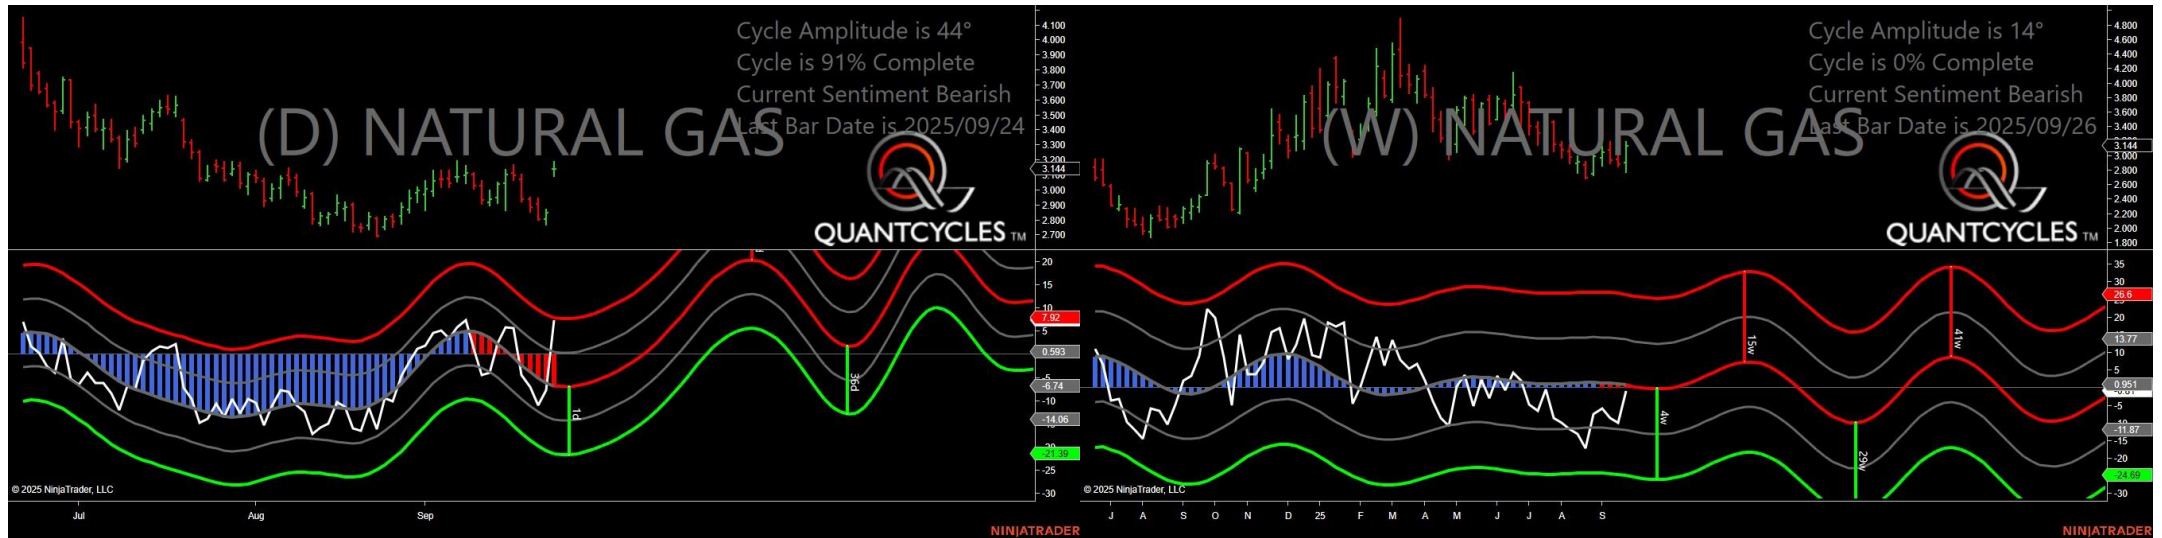 Cycle Amplitude is 44°
Cycle is 91% Complete
Current Sentiment Bearish
Last Bar Date is 2025/09/24
(D) NATURAL GAS
QUANTCYCLES TM
4.100
4.000
3.900
3.800
3.700
3.600
3.500
3.400
3.300
3.200
3.144
3.000
2.900
2.800
2.700
20
15
10
7.92
5
0.593
-5
-6.74
-10
-14.06
-20
-21.39
-25
-30
1d
36d
© 2025 NinjaTrader, LLC
Jul
Aug
Sep
NINJATRADER
Cycle Amplitude is 14°
Cycle is 0% Complete
Current Sentiment Bearish
Last Bar Date is 2025/09/26
(W) NATURAL GAS
QUANTCYCLES TM
4.800
4.600
4.400
4.200
4.000
3.800
3.600
3.400
3.144
3.000
2.800
2.600
2.400
2.200
2.000
1.800
35
30
26.6
20
13.77
10
5
0.951
-5
-11.87
-15
-20
-24.69
-30
4w
15w
29w
41w
© 2025 NinjaTrader, LLC
J A S O N D 25 F M A M J J A S
NINJATRADER